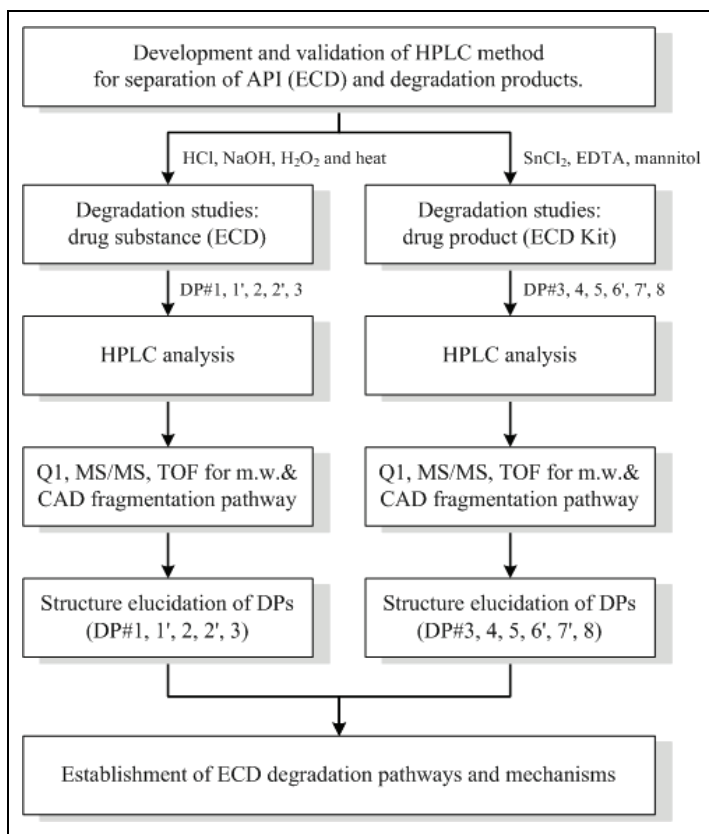 Development and validation of HPLC method
for separation of API (ECD) and degradation products.
HCl, NaOH, H₂O₂ and heat
SnCl₂, EDTA, mannitol
Degradation studies:
drug substance (ECD)
Degradation studies:
drug product (ECD Kit)
DP#1, 1', 2, 2', 3
DP#3, 4, 5, 6', 7', 8
HPLC analysis
HPLC analysis
Q1, MS/MS, TOF for m.w.&
CAD fragmentation pathway
Q1, MS/MS, TOF for m.w.&
CAD fragmentation pathway
Structure elucidation of DPs
(DP#1, 1', 2, 2', 3)
Structure elucidation of DPs
(DP#3, 4, 5, 6', 7', 8)
Establishment of ECD degradation pathways and mechanisms